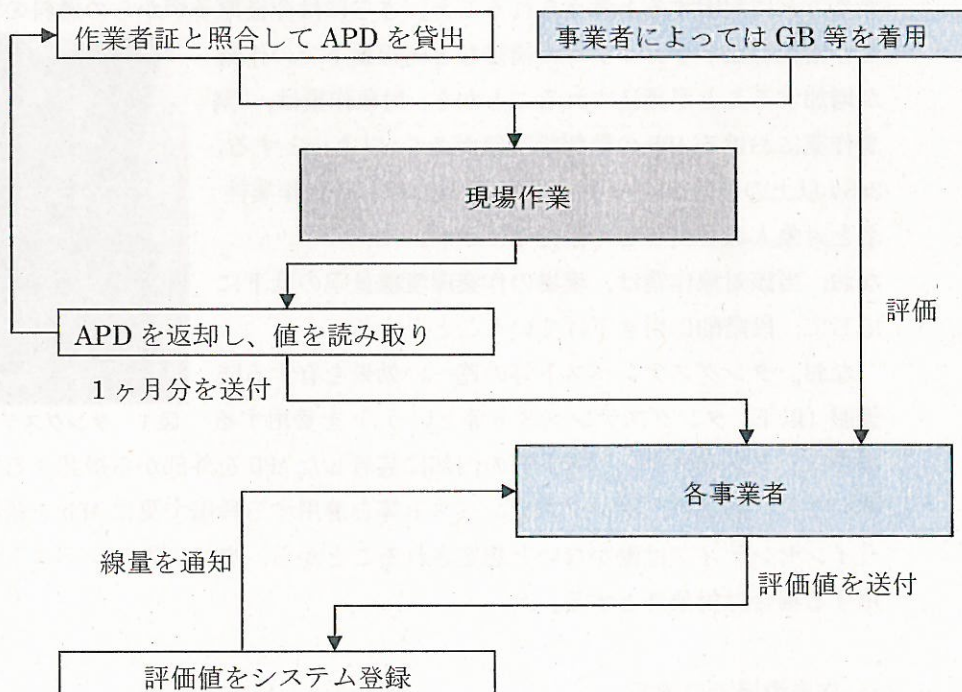 作業者証と照合して APD を貸出
事業者によっては GB 等を着用
現場作業
評価
APD を返却し、値を読み取り
1 ヶ月分を送付
各事業者
線量を通知
評価値を送付
評価値をシステム登録